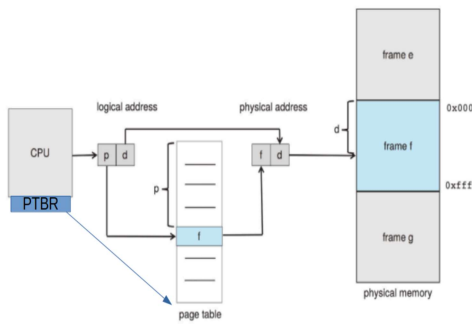 frame e
logical address
physical address
0x000
CPU
p d
f d
d
frame f
p
0xfff
PTBR
f
frame g
physical memory
page table